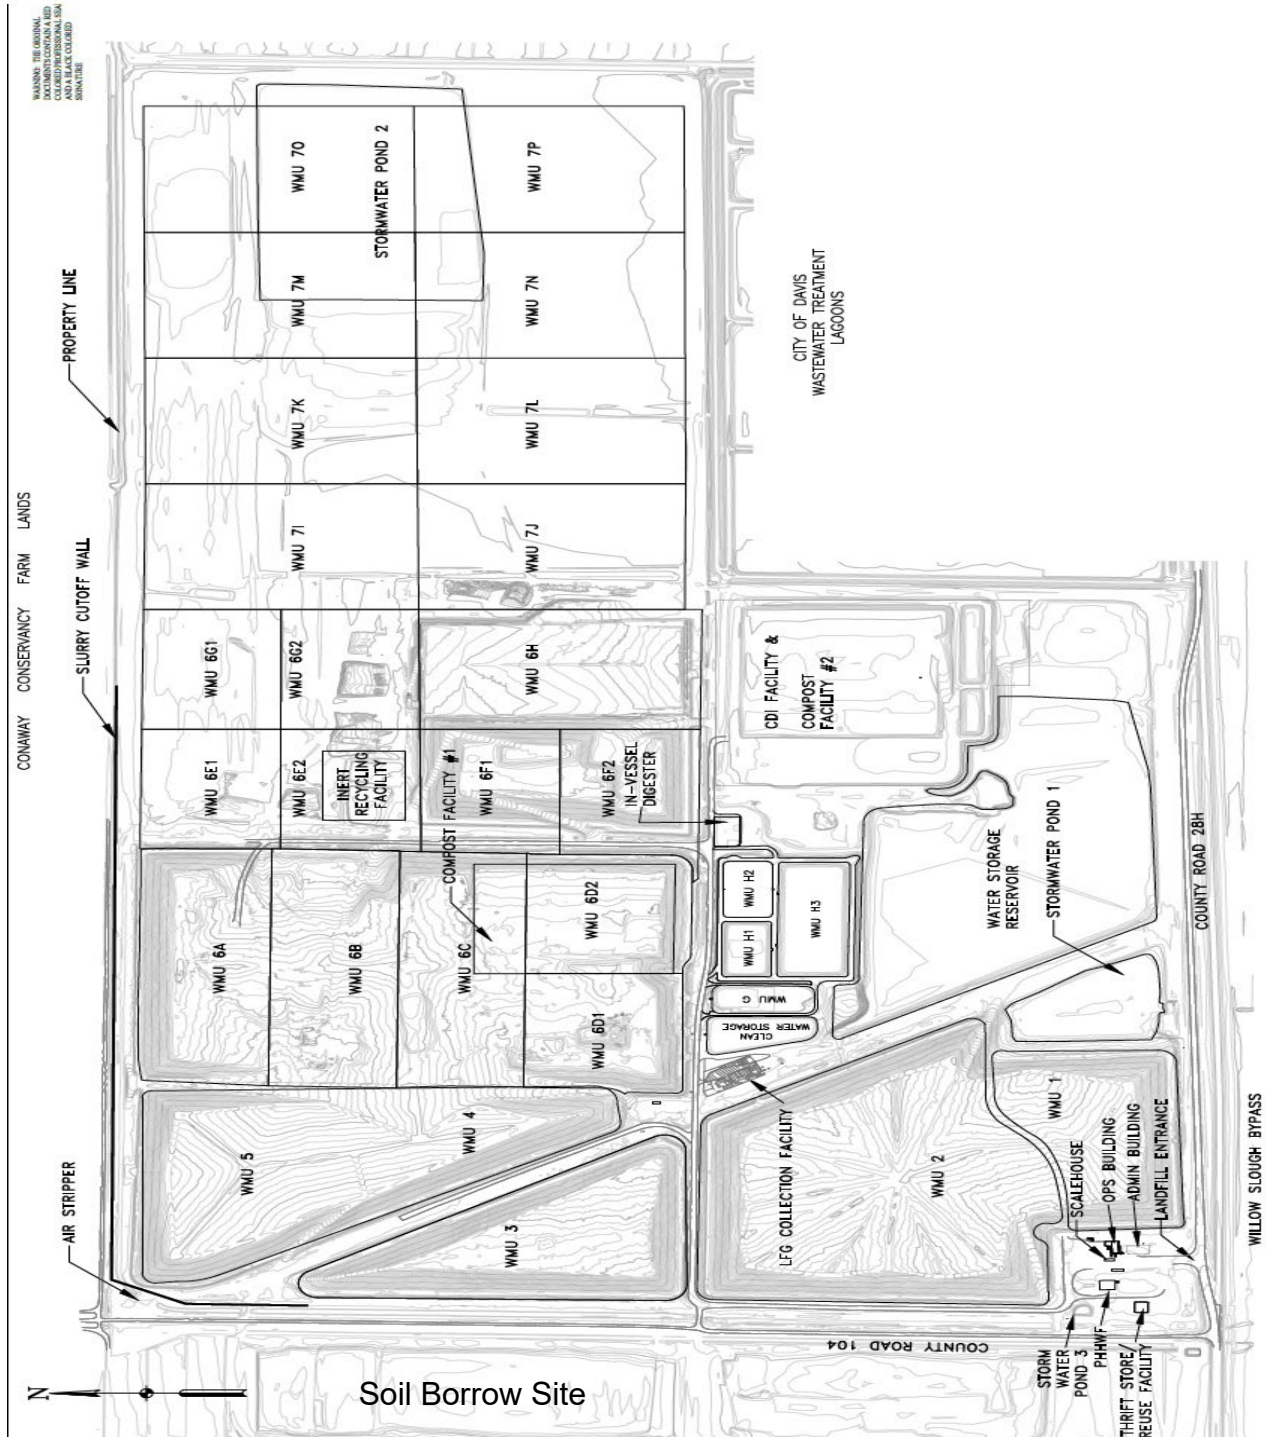 WARNING: THE ORIGINAL
DOCUMENTS CONTAIN A RED
COLORED PROFESSIONAL SEAL
AND A BLACK COLORED
SIGNATURE
CONAWAY CONSERVANCY FARM LANDS
PROPERTY LINE
SLURRY CUTOFF WALL
AIR STRIPPER
WMU 7O
STORMWATER POND 2
WMU 7P
WMU 7M
WMU 7N
WMU 7K
WMU 7L
WMU 7I
WMU 7J
CITY OF DAVIS
WASTEWATER TREATMENT
LAGOONS
WMU 6G1
WMU 6G2
WMU 6H
WMU 6E1
WMU 6E2
INERT
RECYCLING
FACILITY
COMPOST FACILITY #1
WMU 6F1
WMU 6F2
IN-VESSEL
DIGESTER
CDI FACILITY &
COMPOST
FACILITY #2
WMU 6A
WMU 6B
WMU 6C
WMU 6D2
WMU 6D1
WMU H2
WMU H1
WMU H3
WMU G
CLEAN
WATER STORAGE
WATER STORAGE
RESERVOIR
STORMWATER POND 1
COUNTY ROAD 28H
WMU 5
WMU 4
WMU 3
LFG COLLECTION FACILITY
WMU 2
WMU 1
SCALEHOUSE
OPS BUILDING
ADMIN BUILDING
LANDFILL ENTRANCE
WILLOW SLOUGH BYPASS
COUNTY ROAD 104
STORM
WATER
POND 3
PHHWF
THRIFT STORE/
REUSE FACILITY
N
Soil Borrow Site